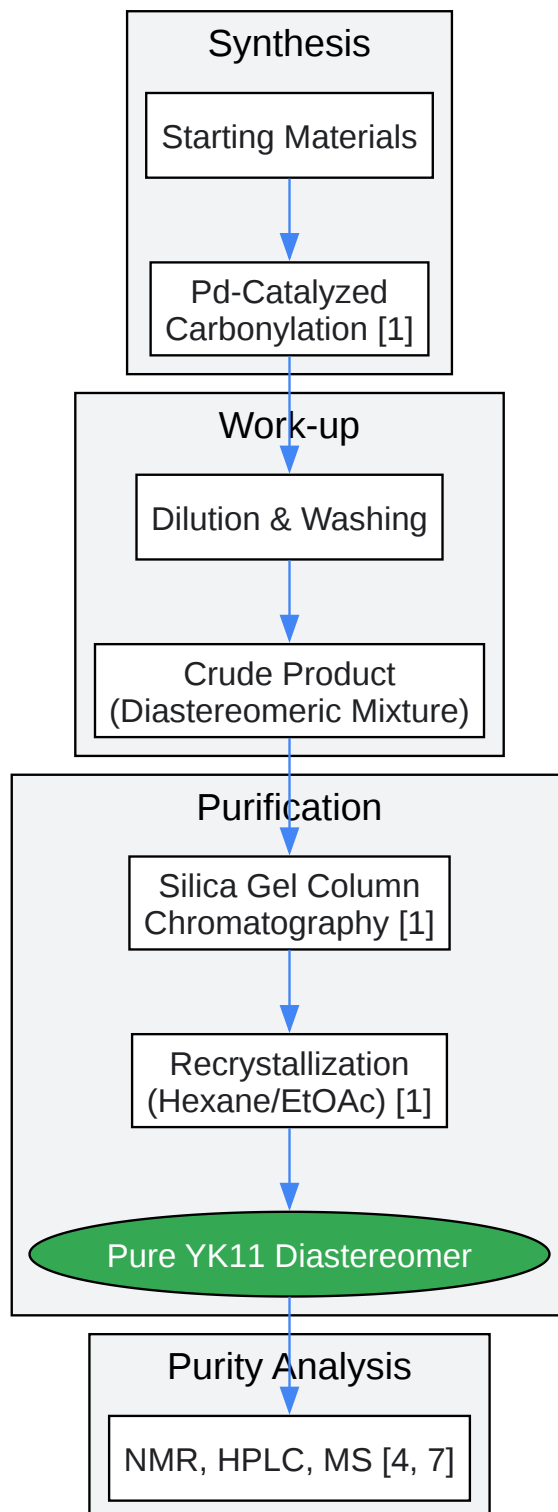 Synthesis
Starting Materials
Pd-Catalyzed
Carbonylation [1]
Work-up
Dilution & Washing
Crude Product
(Diastereomeric Mixture)
Purification
Silica Gel Column
Chromatography [1]
Recrystallization
(Hexane/EtOAc) [1]
Pure YK11 Diastereomer
Purity Analysis
NMR, HPLC, MS [4, 7]